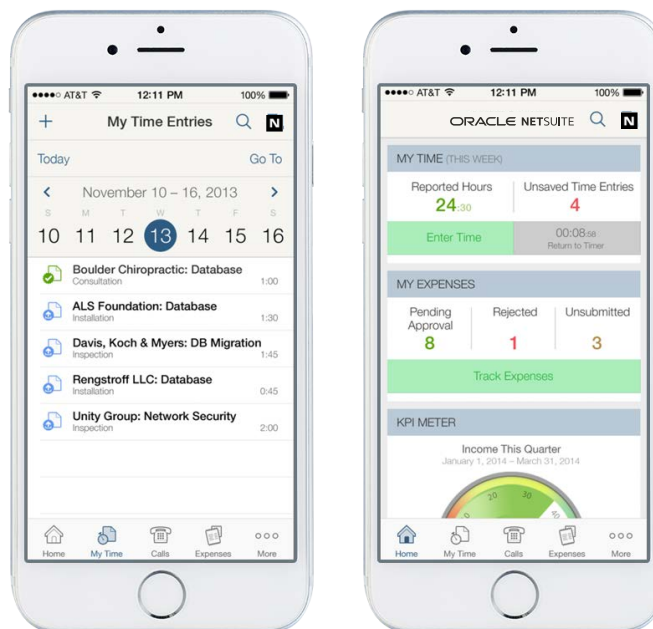 AT&T 12:11 PM 100%
My Time Entries
Today Go To
November 10 – 16, 2013
S M T W T F S
10 11 12 13 14 15 16
Boulder Chiropractic: Database
Consultation 1:00
ALS Foundation: Database
Installation 1:30
Davis, Koch & Myers: DB Migration
Inspection 1:45
Rengstroff LLC: Database
Installation 0:45
Unity Group: Network Security
Inspection 2:00
Home My Time Calls Expenses More
AT&T 12:11 PM 100%
ORACLE NETSUITE N
MY TIME (THIS WEEK)
Reported Hours Unsaved Time Entries
24:30 4
Enter Time 00:08:58
Return to Timer
MY EXPENSES
Pending Rejected Unsubmitted
Approval
8 1 3
Track Expenses
KPI METER
Income This Quarter
January 1, 2014 – March 31, 2014
20 30
40
Home My Time Calls Expenses More